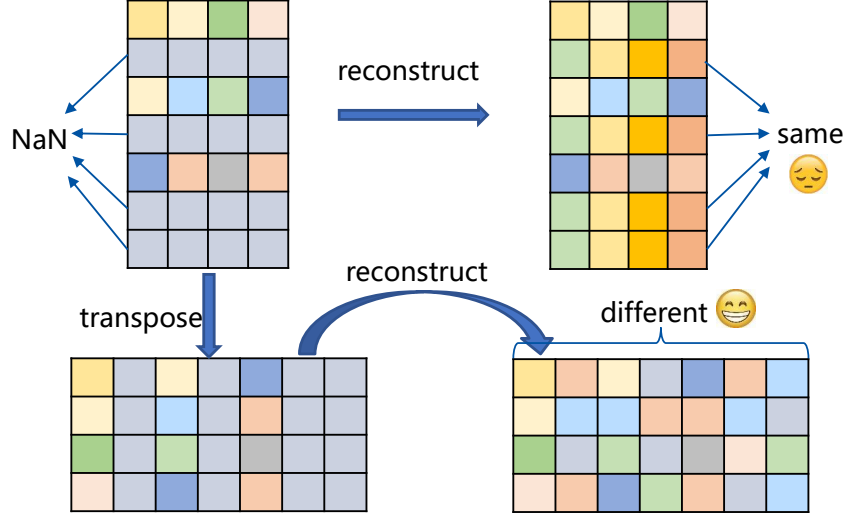 reconstruct
NaN
same
reconstruct
transpose
different